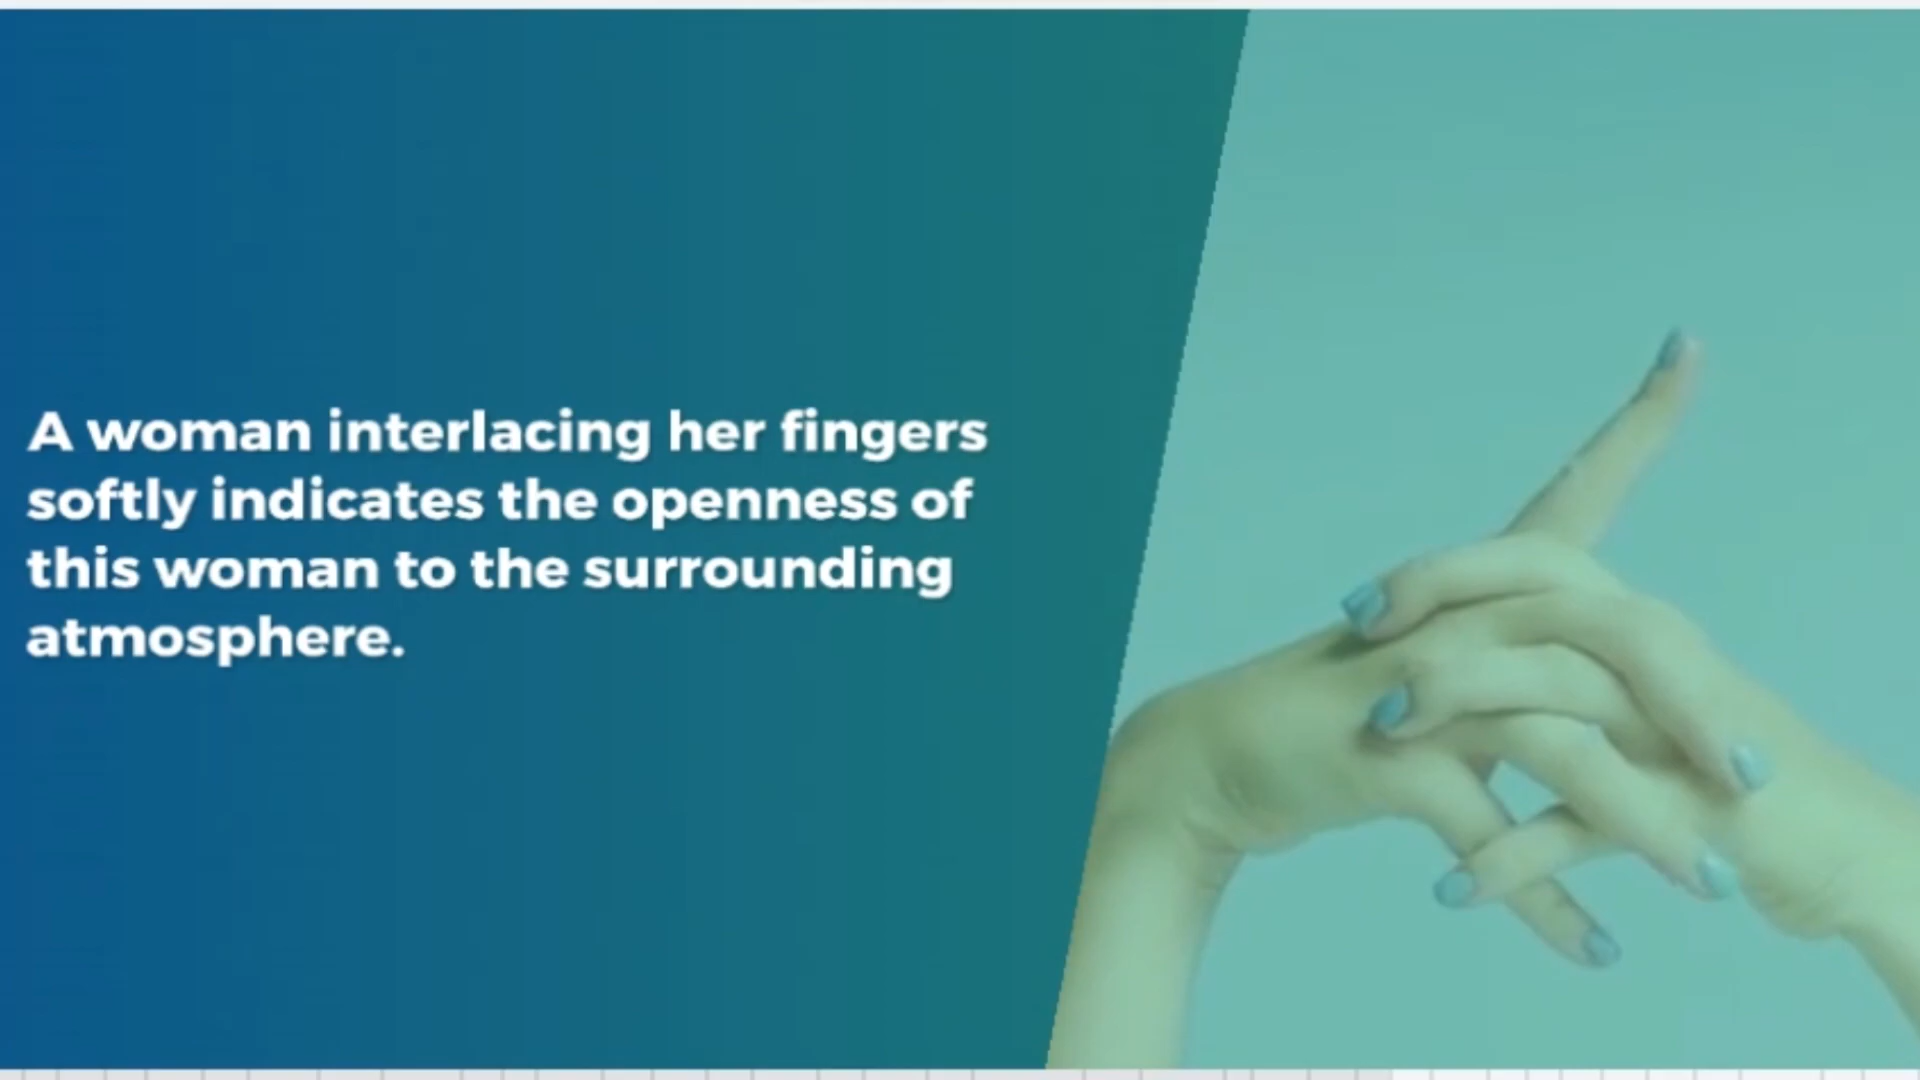 A woman interlacing her fingers
softly indicates the openness of
this woman to the surrounding
atmosphere.